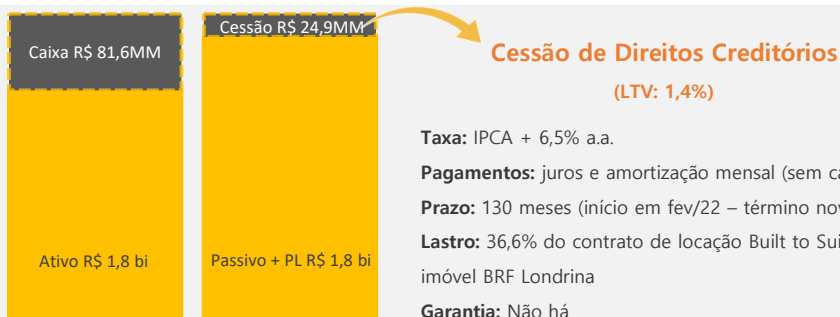 Caixa R$ 81,6MM
Cessão R$ 24,9MM
Ativo R$ 1,8 bi
Passivo + PL R$ 1,8 bi
Cessão de Direitos Creditórios
(LTV: 1,4%)
Taxa: IPCA + 6,5% a.a.
Pagamentos: juros e amortização mensal (sem
Prazo: 130 meses (início em fev/22 – término
Lastro: 36,6% do contrato de locação Built to
imóvel BRF Londrina
Garantia: Não há